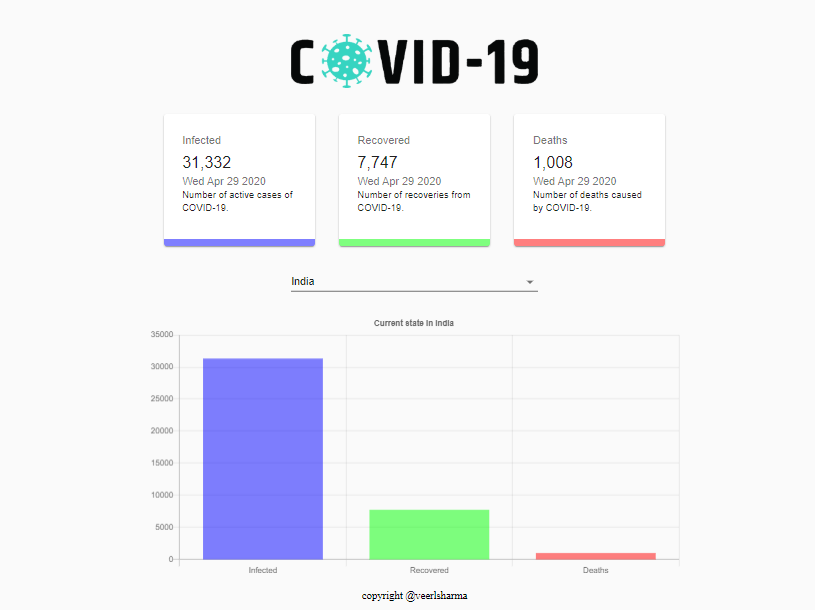 COVID-19
Infected
31,332
Wed Apr 29 2020
Number of active cases of
COVID-19.
Recovered
7,747
Wed Apr 29 2020
Number of recoveries from
COVID-19.
Deaths
1,008
Wed Apr 29 2020
Number of deaths caused
by COVID-19.
India
Current state in India
35000
30000
25000
20000
15000
10000
5000
0
Infected
Recovered
Deaths
copyright @veerlsharma